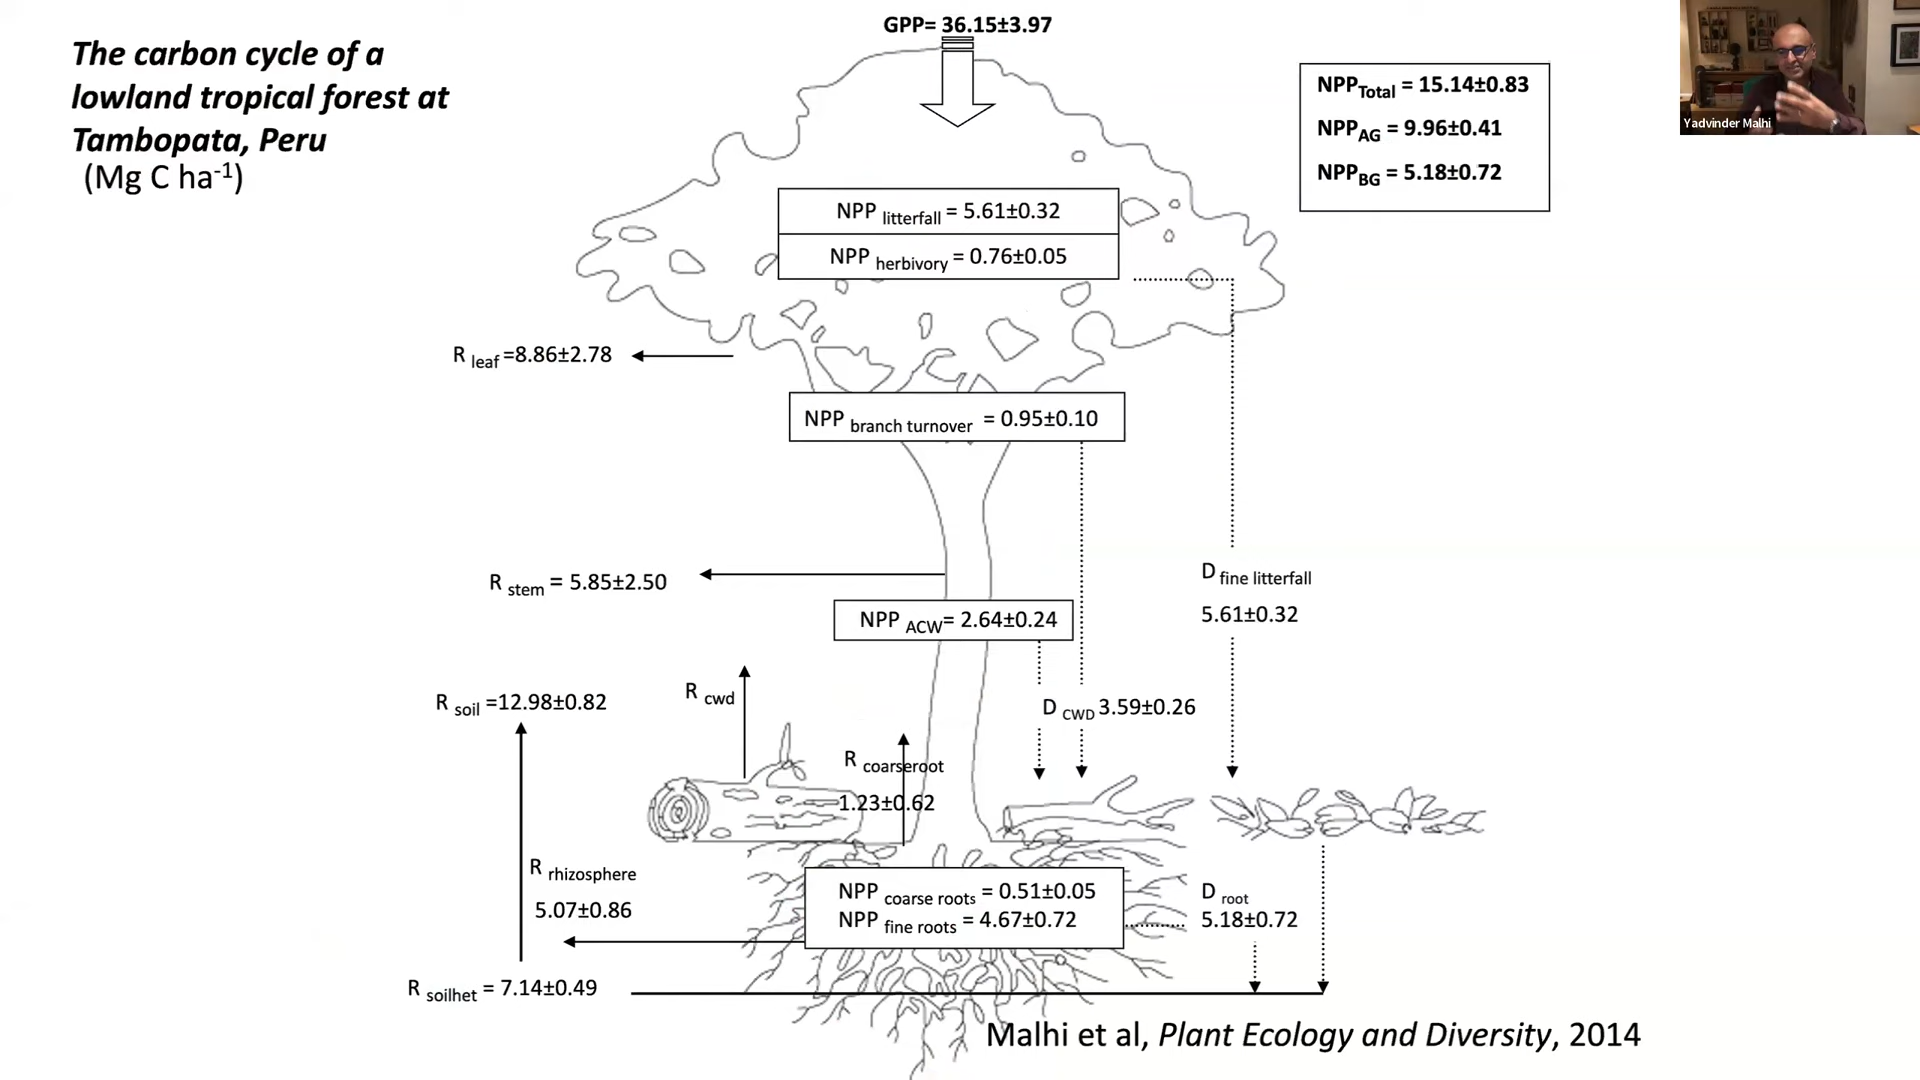 The carbon cycle of a
lowland tropical forest at
Tambopata, Peru
(Mg C ha-1)
GPP= 36.15±3.97
NPPTotal = 15.14±0.83
NPPAG = 9.96±0.41
NPPBG = 5.18±0.72
Yadvinder Malhi
NPP litterfall = 5.61±0.32
NPP herbivory = 0.76±0.05
R leaf =8.86±2.78
NPP branch turnover = 0.95±0.10
R stem = 5.85±2.50
D fine litterfall
5.61±0.32
NPP ACW= 2.64±0.24
R soil =12.98±0.82
R cwd
D CWD 3.59±0.26
R coarseroot
1.23±0.62
R rhizosphere
5.07±0.86
NPP coarse roots = 0.51±0.05
NPP fine roots = 4.67±0.72
D root
5.18±0.72
R soilhet = 7.14±0.49
Malhi et al, Plant Ecology and Diversity, 2014